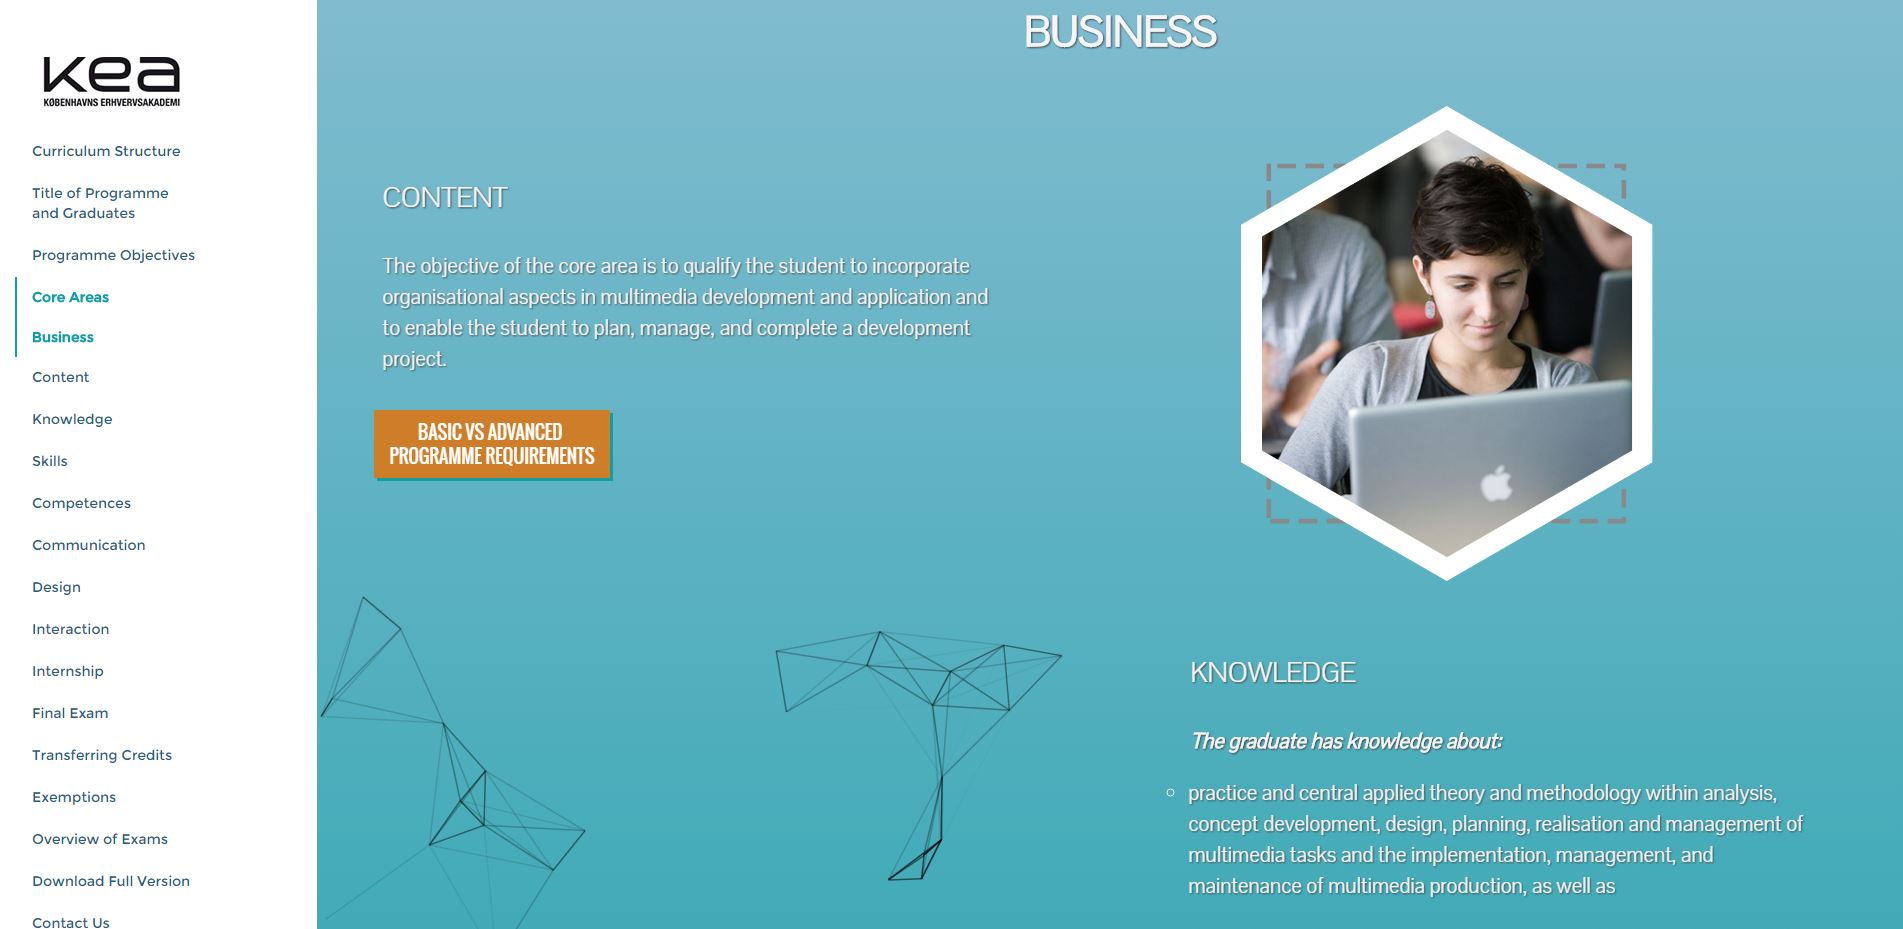 kea
KØBENHAVNS ERHVERVSAKADEMI
Curriculum Structure
Title of Programme
and Graduates
Programme Objectives
Core Areas
Business
Content
Knowledge
Skills
Competences
Communication
Design
Interaction
Internship
Final Exam
Transferring Credits
Exemptions
Overview of Exams
Download Full Version
Contact Us
BUSINESS
CONTENT
The objective of the core area is to qualify the student to incorporate
organisational aspects in multimedia development and application and
to enable the student to plan, manage, and complete a development
project.
BASIC VS ADVANCED
PROGRAMME REQUIREMENTS
KNOWLEDGE
The graduate has knowledge about:
practice and central applied theory and methodology within analysis,
concept development, design, planning, realisation and management of
multimedia tasks and the implementation, management, and
maintenance of multimedia production, as well as